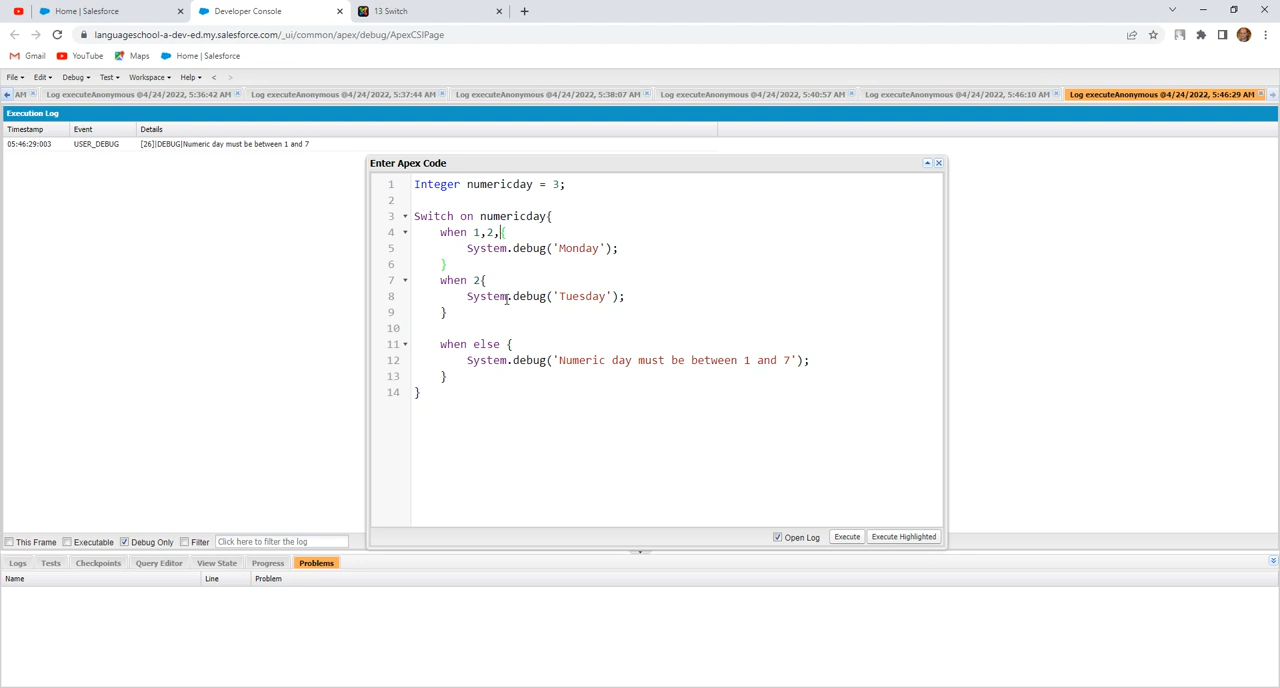 Home | Salesforce
Developer Console
13 Switch
languageschool-a-dev-ed.my.salesforce.com/_ui/common/apex/debug/ApexCSIPage
Gmail YouTube Maps Home | Salesforce
File Edit Debug Test Workspace Help < >
AM Log executeAnonymous @4/24/2022, 5:36:42 AM Log executeAnonymous @4/24/2022, 5:37:44 AM Log executeAnonymous @4/24/2022, 5:38:07 AM Log executeAnonymous @4/24/2022, 5:40:57 AM Log executeAnonymous @4/24/2022, 5:46:10 AM Log executeAnonymous @4/24/2022, 5:46:29 AM
Execution Log
Timestamp Event Details
05:46:29:003 USER_DEBUG [26]|DEBUG|Numeric day must be between 1 and 7
Enter Apex Code
1 Integer numericday = 3;
2
3 Switch on numericday{
4 when 1,2,{
5 System.debug('Monday');
6 }
7 when 2{
8 System.debug('Tuesday');
9 }
10
11 when else {
12 System.debug('Numeric day must be between 1 and 7');
13 }
14 }
Open Log Execute Execute Highlighted
This Frame Executable Debug Only Filter Click here to filter the log
Logs Tests Checkpoints Query Editor View State Progress Problems
Name Line Problem